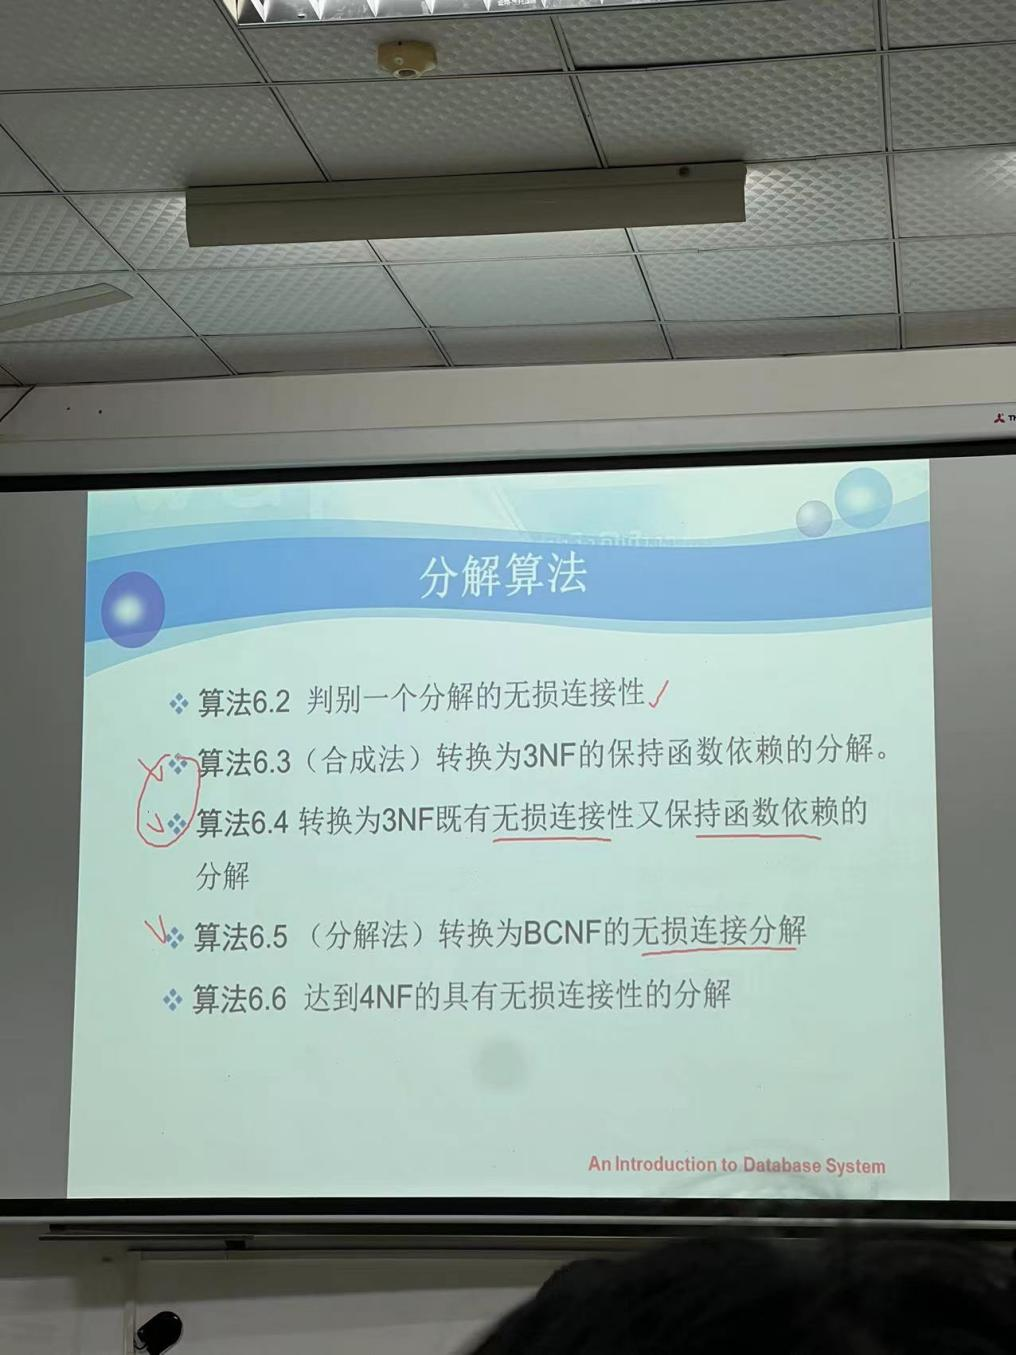 分解算法
算法6.2 判别一个分解的无损连接性
算法6.3（合成法）转换为3NF的保持函数依赖的分解。
算法6.4 转换为3NF既有无损连接性又保持函数依赖的
分解
算法6.5 （分解法）转换为BCNF的无损连接分解
算法6.6 达到4NF的具有无损连接性的分解
An Introduction to Database System